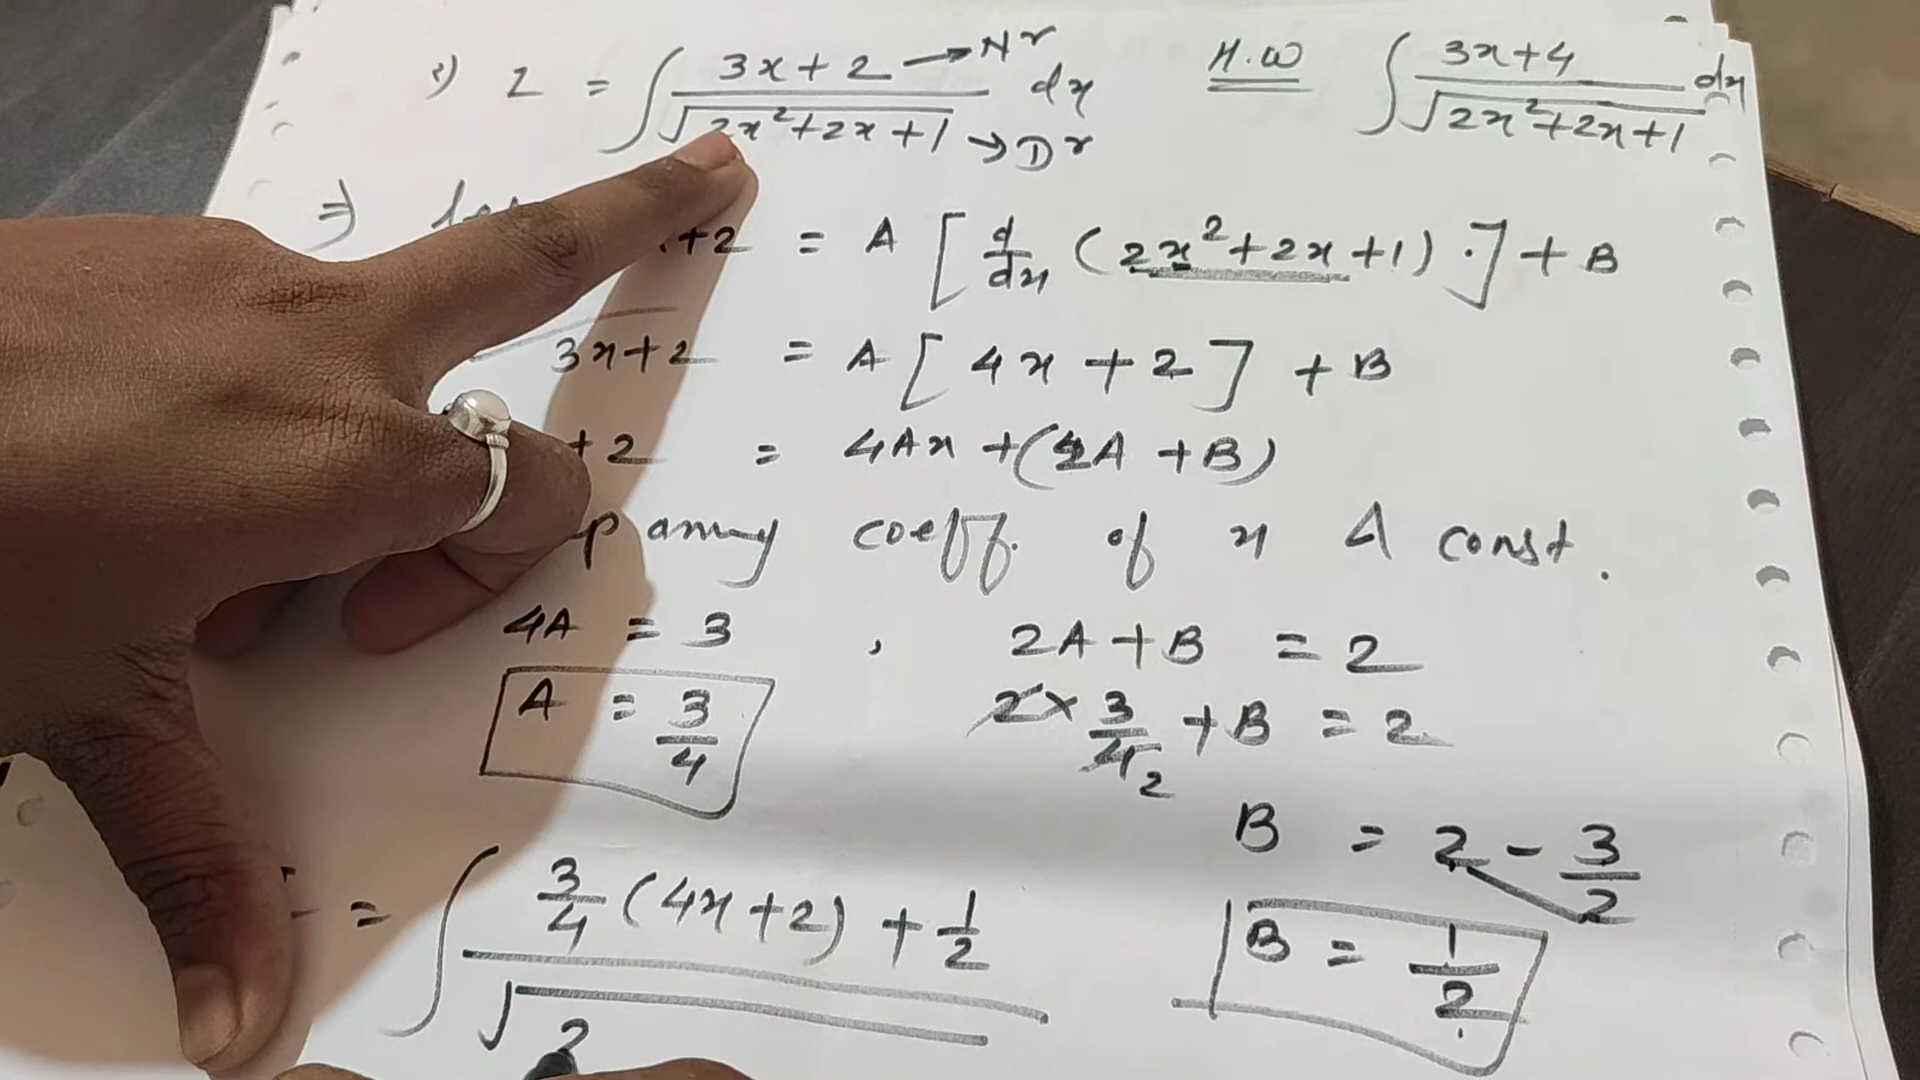 I = ∫ 3x+2 → Nr / √2x²+2x+1 → Dr dx
H.W ∫ 3x+4 / √2x²+2x+1 dx
⇒
+2 = A [ d/dx (2x²+2x+1) ] + B
3x+2 = A [ 4x + 2 ] + B
+2 = 4Ax + (2A + B)
paring coeff. of x & const.
4A = 3 , 2A + B = 2
A = 3/4
2 × 3/4 2 + B = 2
B = 2 - 3/2
B = 1/2
= ∫ 3/4 (4x+2) + 1/2 / √2